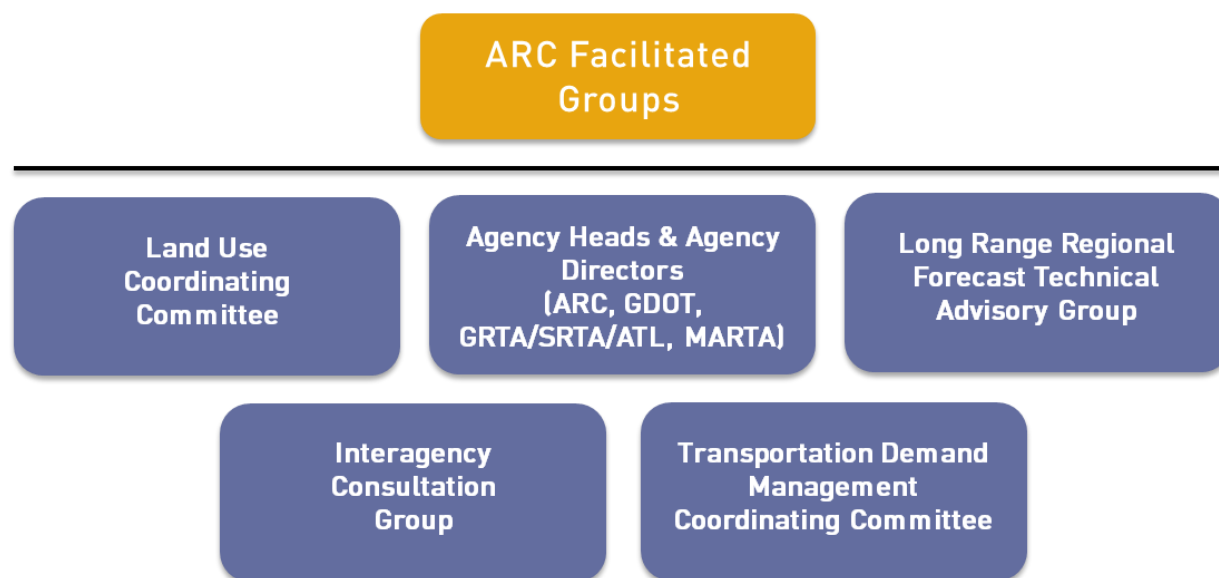 ARC Facilitated
Groups
Land Use
Coordinating
Committee
Agency Heads & Agency
Directors
(ARC, GDOT,
GRTA/SRTA/ATL, MARTA)
Long Range Regional
Forecast Technical
Advisory Group
Interagency
Consultation
Group
Transportation Demand
Management
Coordinating Committee